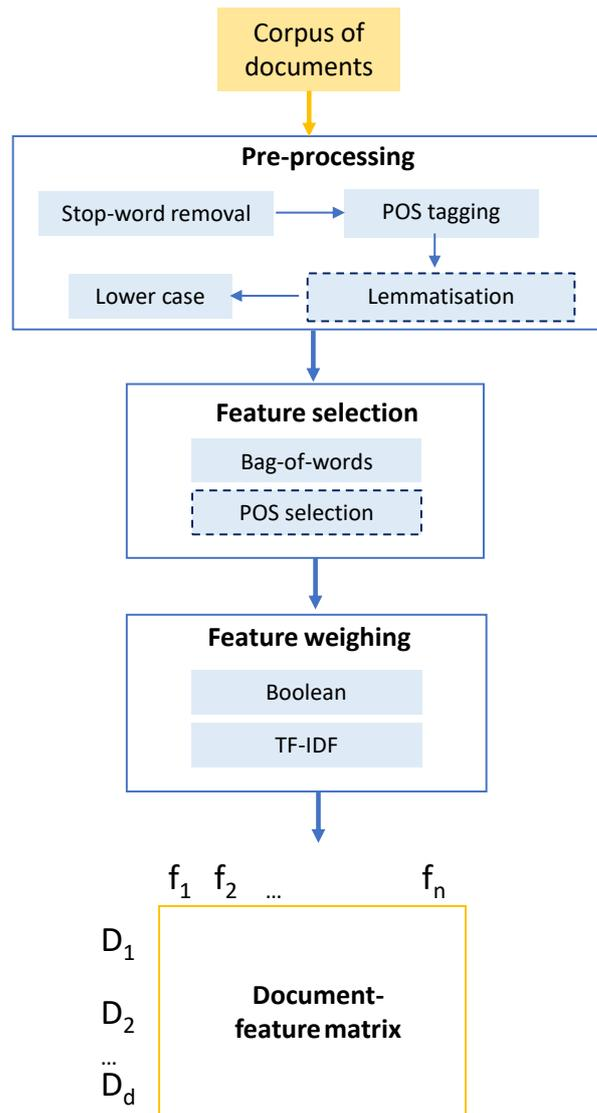 Corpus of
documents
Pre-processing
Stop-word removal
POS tagging
Lower case
Lemmatisation
Feature selection
Bag-of-words
POS selection
Feature weighing
Boolean
TF-IDF
f1 f2 ... fn
D1
Document-
feature matrix
D2
...
Dd